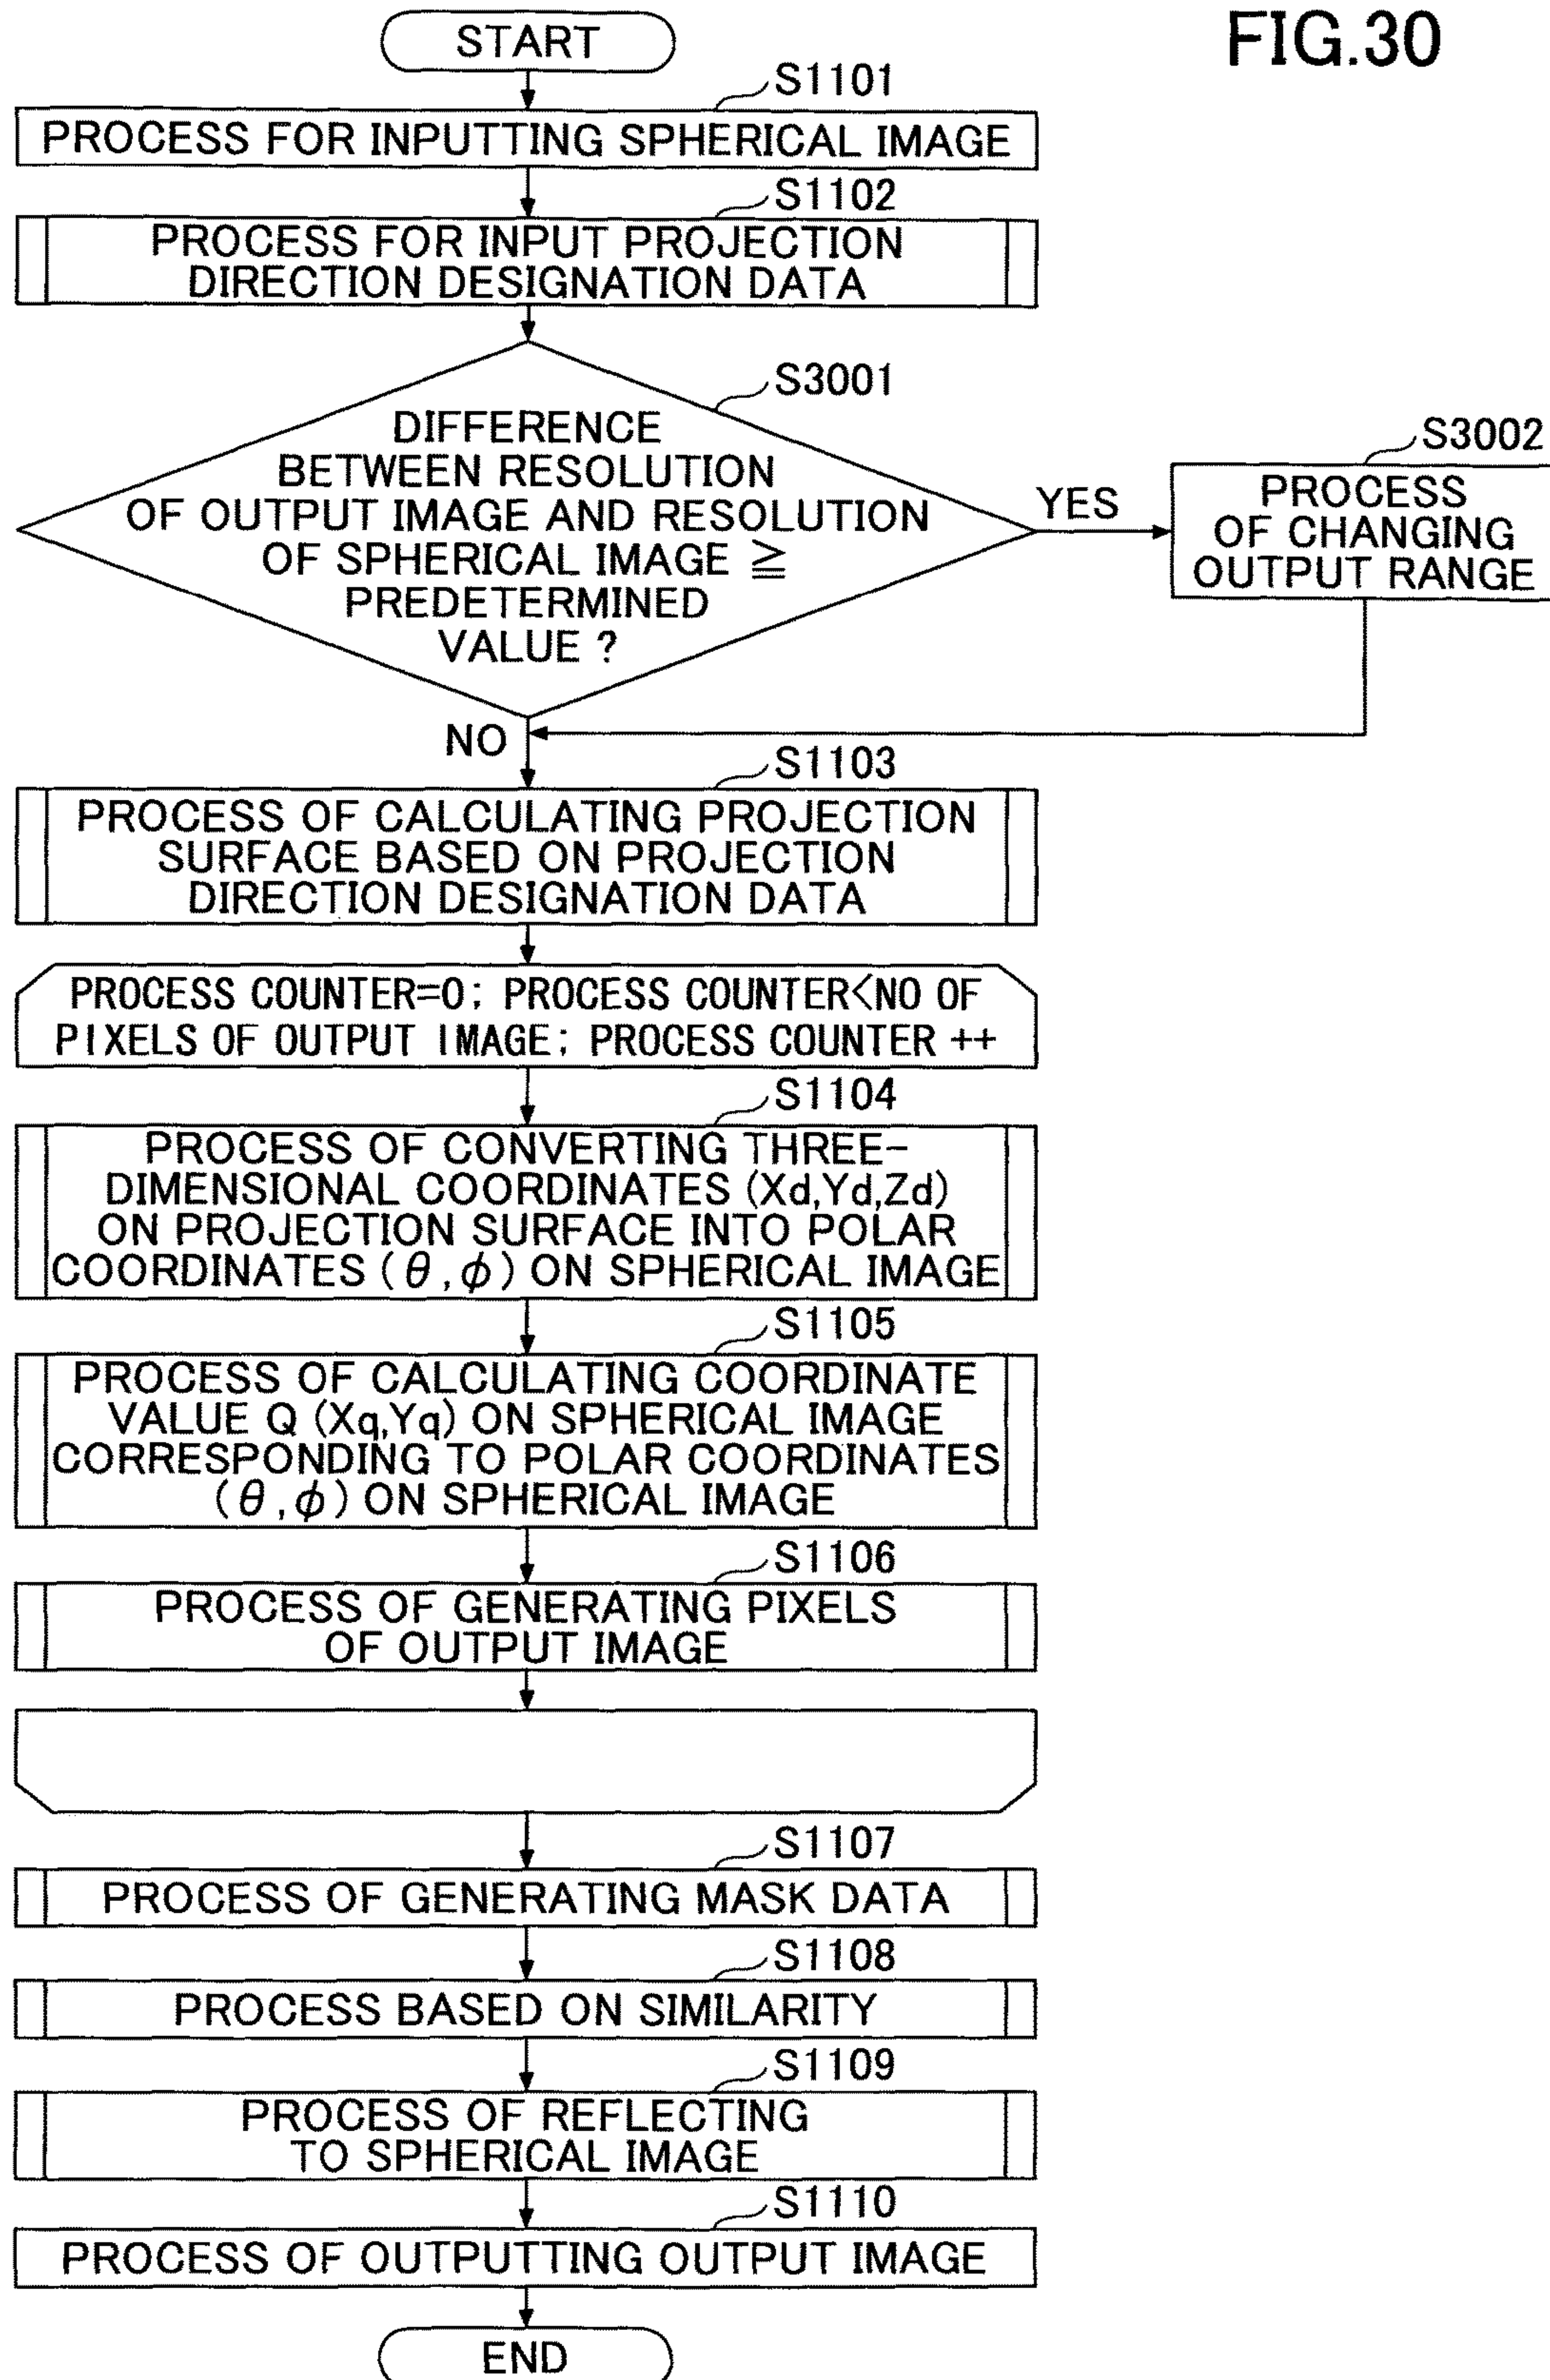 FIG.30
START
S1101
PROCESS FOR INPUTTING SPHERICAL IMAGE
S1102
PROCESS FOR INPUT PROJECTION
DIRECTION DESIGNATION DATA
S3001
DIFFERENCE
BETWEEN RESOLUTION
OF OUTPUT IMAGE AND RESOLUTION
OF SPHERICAL IMAGE ≧
PREDETERMINED
VALUE ?
YES
S3002
PROCESS
OF CHANGING
OUTPUT RANGE
NO
S1103
PROCESS OF CALCULATING PROJECTION
SURFACE BASED ON PROJECTION
DIRECTION DESIGNATION DATA
PROCESS COUNTER=0; PROCESS COUNTER<NO OF
PIXELS OF OUTPUT IMAGE; PROCESS COUNTER ++
S1104
PROCESS OF CONVERTING THREE-
DIMENSIONAL COORDINATES (Xd,Yd,Zd)
ON PROJECTION SURFACE INTO POLAR
COORDINATES (θ,φ) ON SPHERICAL IMAGE
S1105
PROCESS OF CALCULATING COORDINATE
VALUE Q (Xq,Yq) ON SPHERICAL IMAGE
CORRESPONDING TO POLAR COORDINATES
(θ,φ) ON SPHERICAL IMAGE
S1106
PROCESS OF GENERATING PIXELS
OF OUTPUT IMAGE
S1107
PROCESS OF GENERATING MASK DATA
S1108
PROCESS BASED ON SIMILARITY
S1109
PROCESS OF REFLECTING
TO SPHERICAL IMAGE
S1110
PROCESS OF OUTPUTTING OUTPUT IMAGE
END